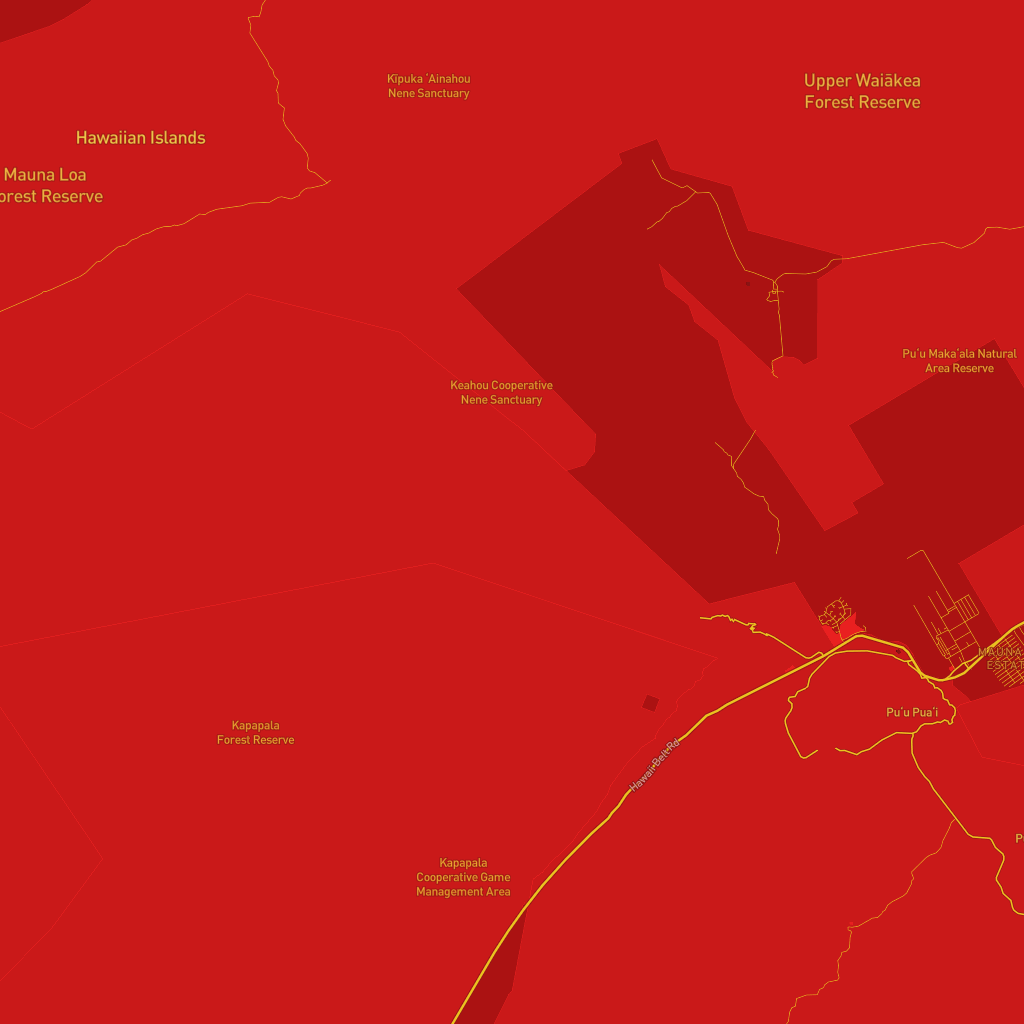 Kīpuka ʻAinahou
Nene Sanctuary
Upper Waiākea
Forest Reserve
Hawaiian Islands
Mauna Loa
orest Reserve
Puʻu Makaʻala Natural
Area Reserve
Keahou Cooperative
Nene Sanctuary
MAUNA
ESTAT
Puʻu Puaʻi
Kapapala
Forest Reserve
Hawaii Belt Rd
Kapapala
Cooperative Game
Management Area